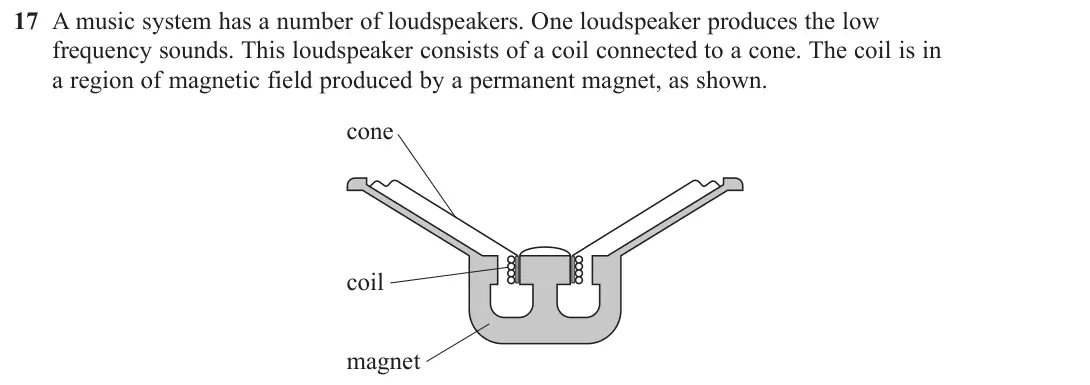 17 A music system has a number of loudspeakers. One loudspeaker produces the low
frequency sounds. This loudspeaker consists of a coil connected to a cone. The coil is in
a region of magnetic field produced by a permanent magnet, as shown.
cone
coil
magnet